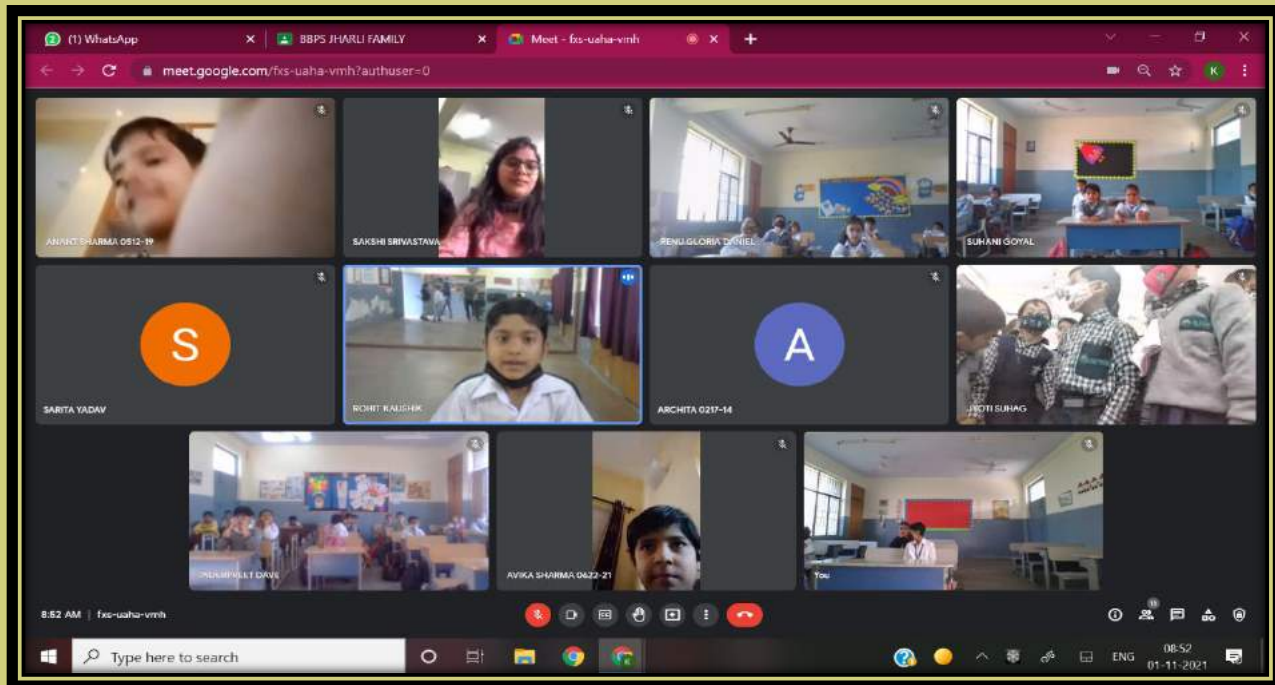 (1) WhatsApp
BBPS JHARLI FAMILY
Meet - fxs-uaha-vmh
meet.google.com/fxs-uaha-vmh?authuser=0
K
ANANT SHARMA 0512-19
SAKSHI SRIVASTAVA
RENU GLORIA DANIEL
SUHANI GOYAL
S
A
SARITA YADAV
ROHIT KAUSHIK
ARCHITA 0217-14
JYOTI SUHAG
INDERPREET DAVE
AVIKA SHARMA 0622-21
You
8:52 AM | fxs-uaha-vmh
11
Type here to search
ENG
08:52
01-11-2021